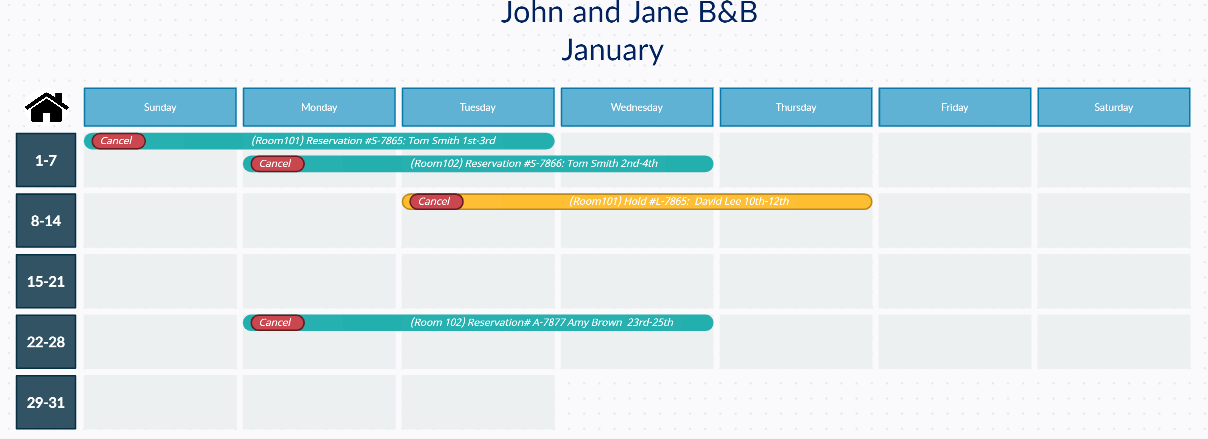 John and Jane B&B
January
Sunday
Monday
Tuesday
Wednesday
Thursday
Friday
Saturday
1-7
Cancel (Room101) Reservation #S-7865: Tom Smith 1st-3rd
Cancel (Room102) Reservation #S-7866: Tom Smith 2nd-4th
8-14
Cancel (Room101) Hold #L-7865: David Lee 10th-12th
15-21
22-28
Cancel (Room 102) Reservation# A-7877 Amy Brown 23rd-25th
29-31